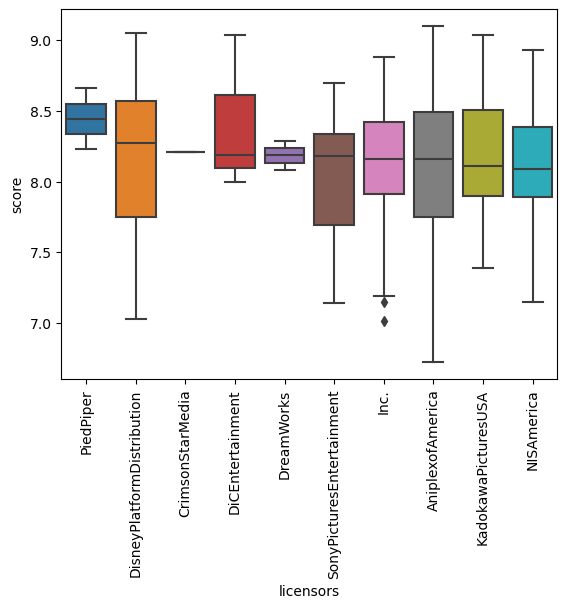 9.0
8.5
8.0
7.5
7.0
score
PiedPiper
DisneyPlatformDistribution
CrimsonStarMedia
DiCEntertainment
DreamWorks
SonyPicturesEntertainment
Inc.
AniplexofAmerica
KadokawaPicturesUSA
NISAmerica
licensors